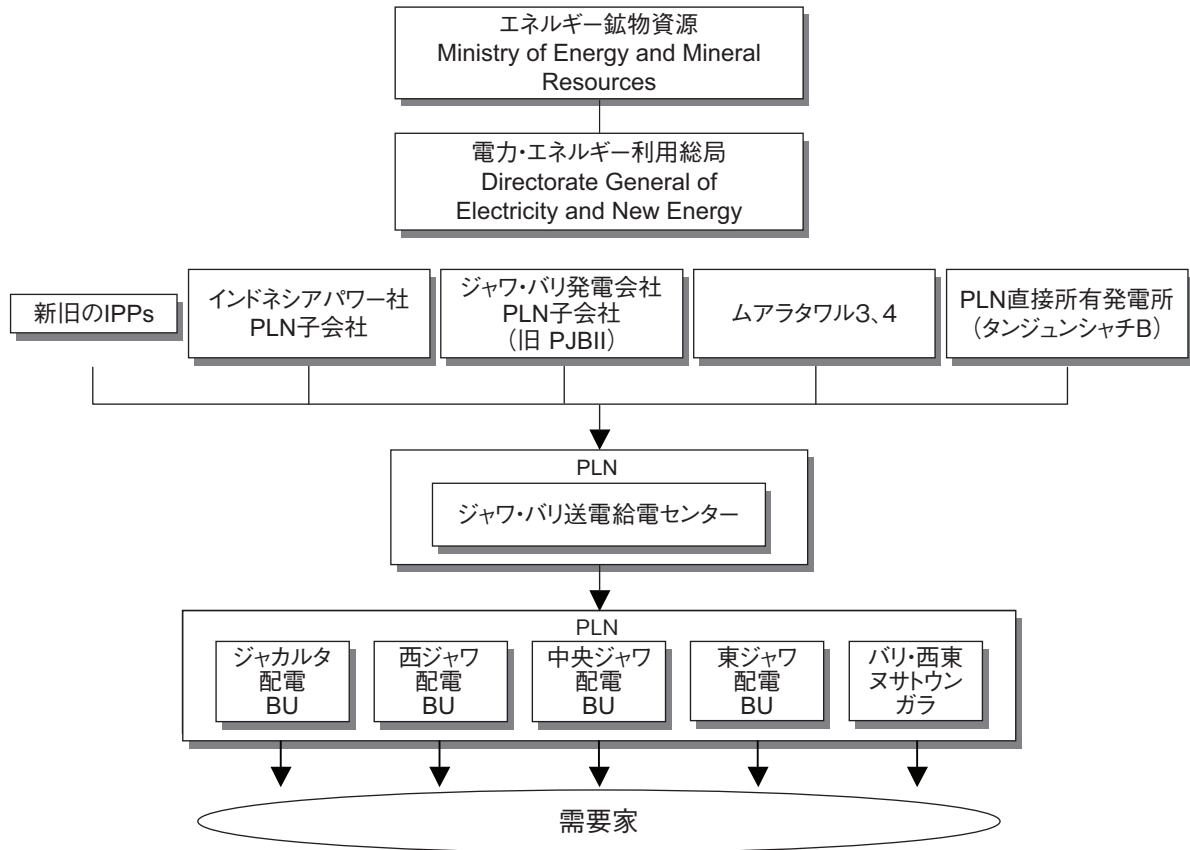 エネルギー鉱物資源
Ministry of Energy and Mineral
Resources
電力・エネルギー利用総局
Directorate General of
Electricity and New Energy
新旧のIPPs
インドネシアパワー社
PLN子会社
ジャワ・バリ発電会社
PLN子会社
（旧 PJBII）
ムアラタワル3、4
PLN直接所有発電所
（タンジュンシャチB）
PLN
ジャワ・バリ送電給電センター
PLN
ジャカルタ
配電
BU
西ジャワ
配電
BU
中央ジャワ
配電
BU
東ジャワ
配電
BU
バリ・西東
ヌサトウン
ガラ
需要家